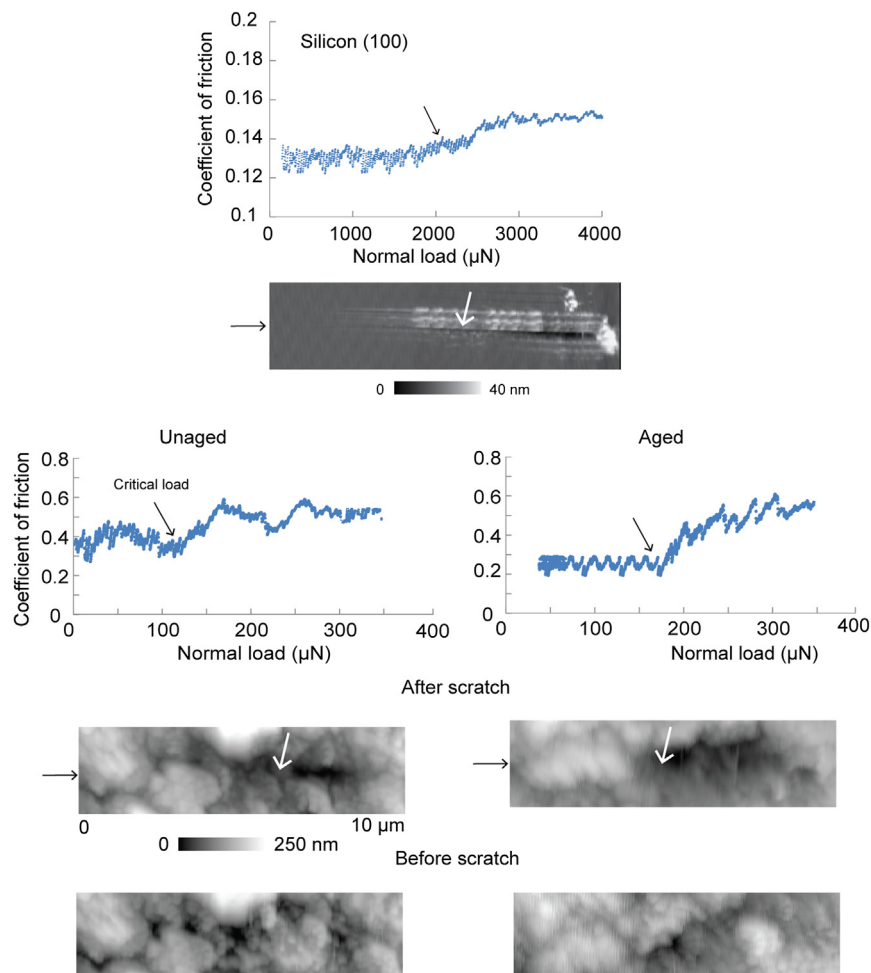 Silicon (100)
Coefficient of friction
0.2
0.18
0.16
0.14
0.12
0.1
0 1000 2000 3000 4000
Normal load (µN)
0 40 nm
Unaged
Coefficient of friction
0.8
0.6
0.4
0.2
0
Critical load
0 100 200 300 400
Normal load (µN)
Aged
0.8
0.6
0.4
0.2
0
0 100 200 300 400
Normal load (µN)
After scratch
0 10 µm
0 250 nm
Before scratch